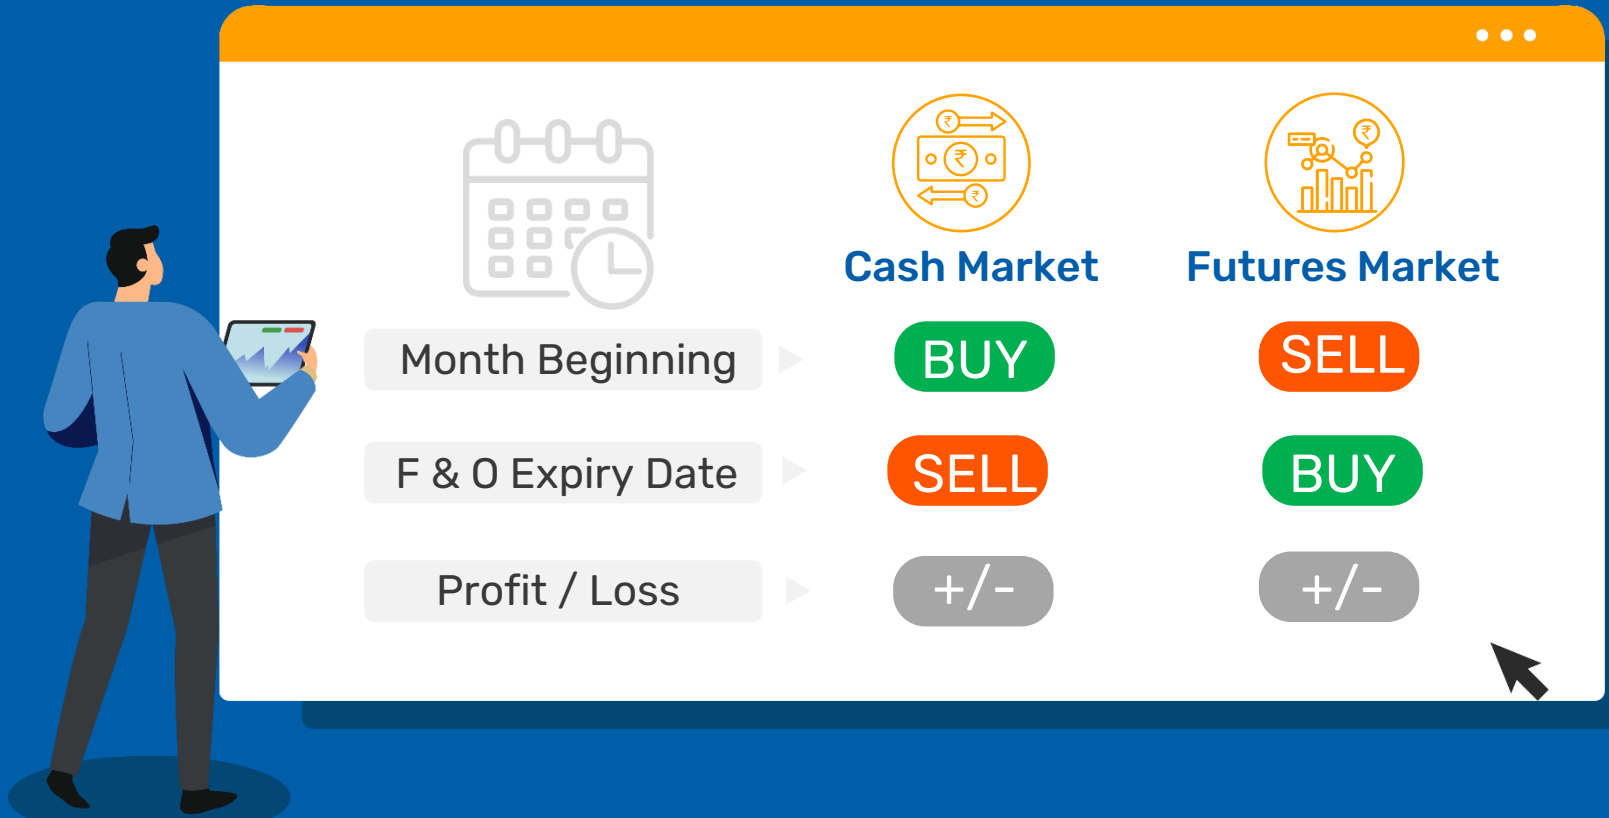 Cash Market
Futures Market
Month Beginning
BUY
SELL
F & O Expiry Date
SELL
BUY
Profit / Loss
+/-
+/-